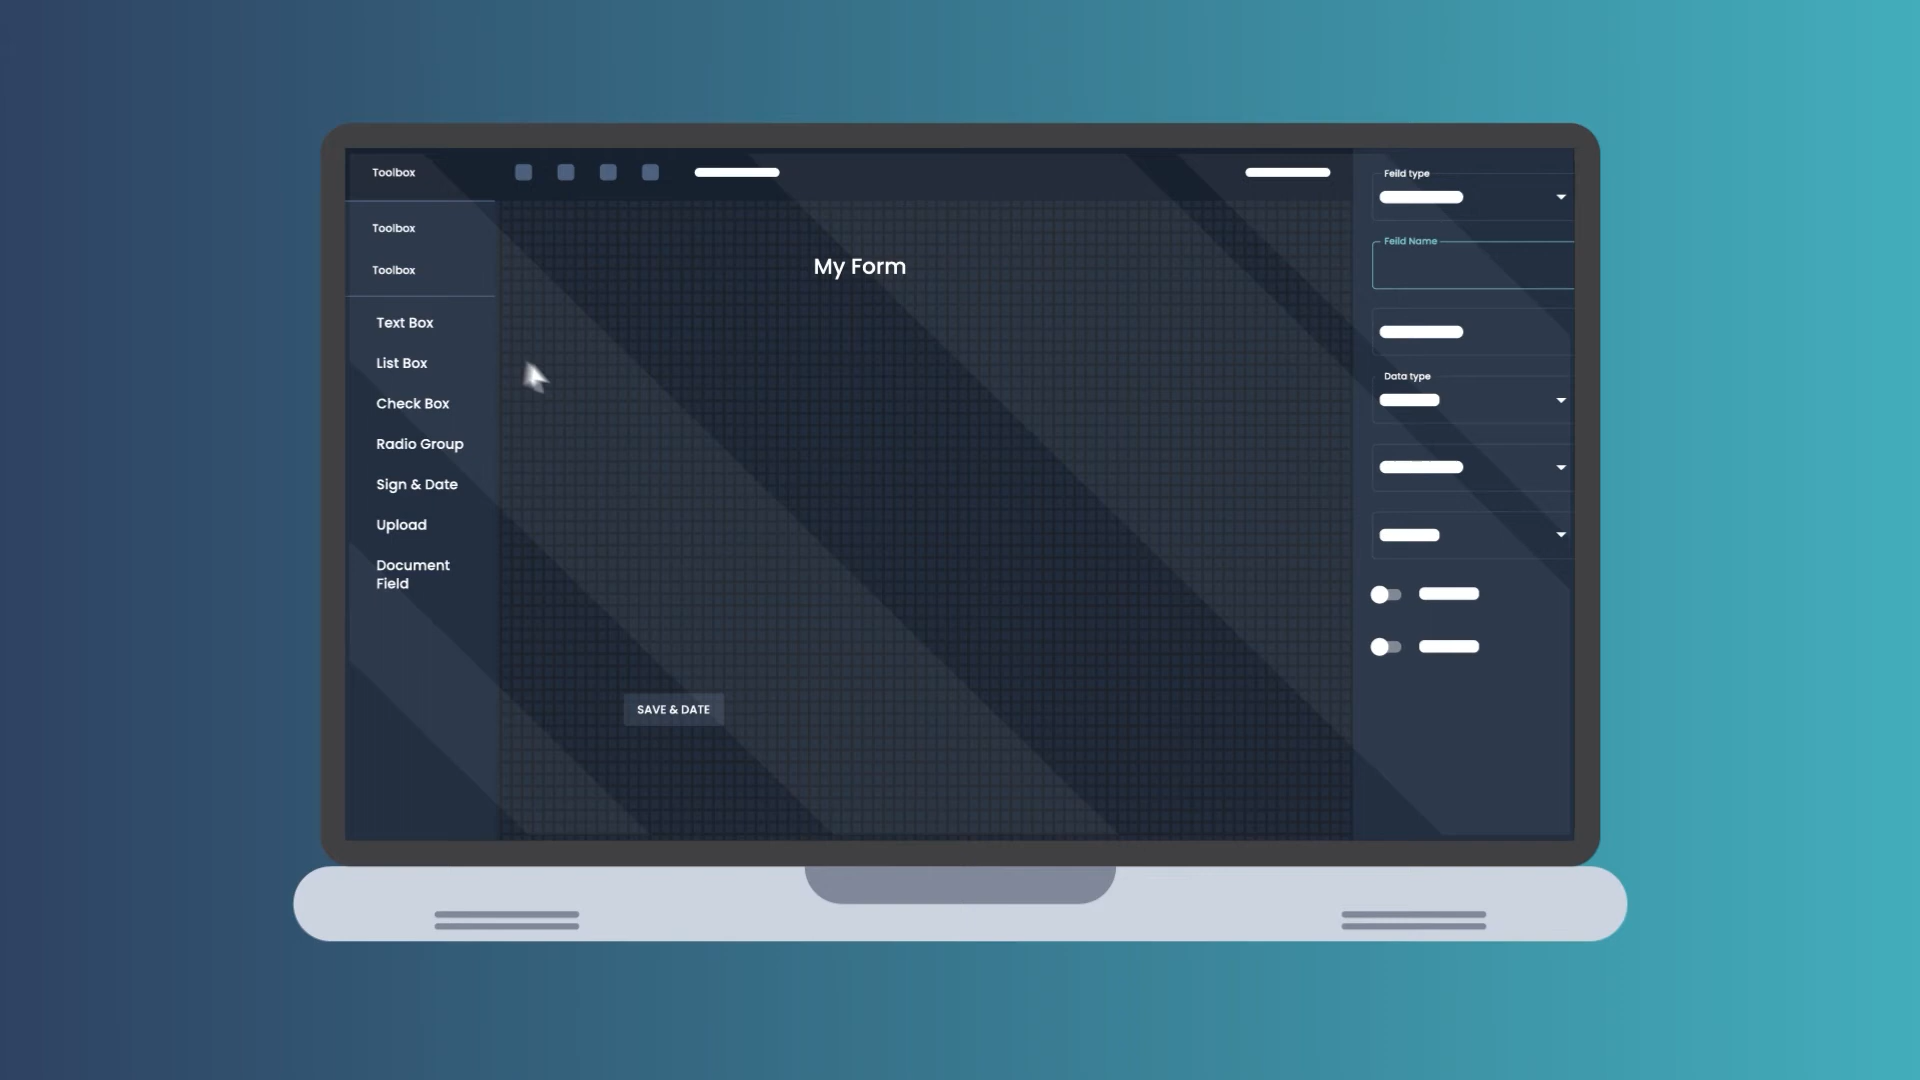 Toolbox
Toolbox
Toolbox
Text Box
List Box
Check Box
Radio Group
Sign & Date
Upload
Document
Field
My Form
SAVE & DATE
Feild type
Feild Name
Data type